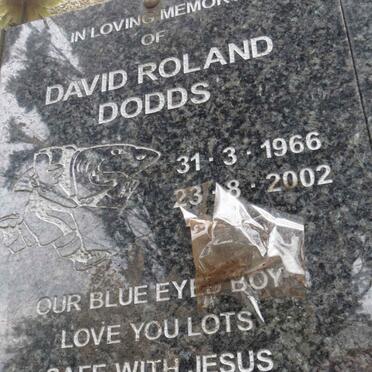 IN LOVING MEMORY
OF
DAVID ROLAND
DODDS
31·3·1966
23·8·2002
OUR BLUE EYED BOY
LOVE YOU LOTS
SAFE WITH JESUS